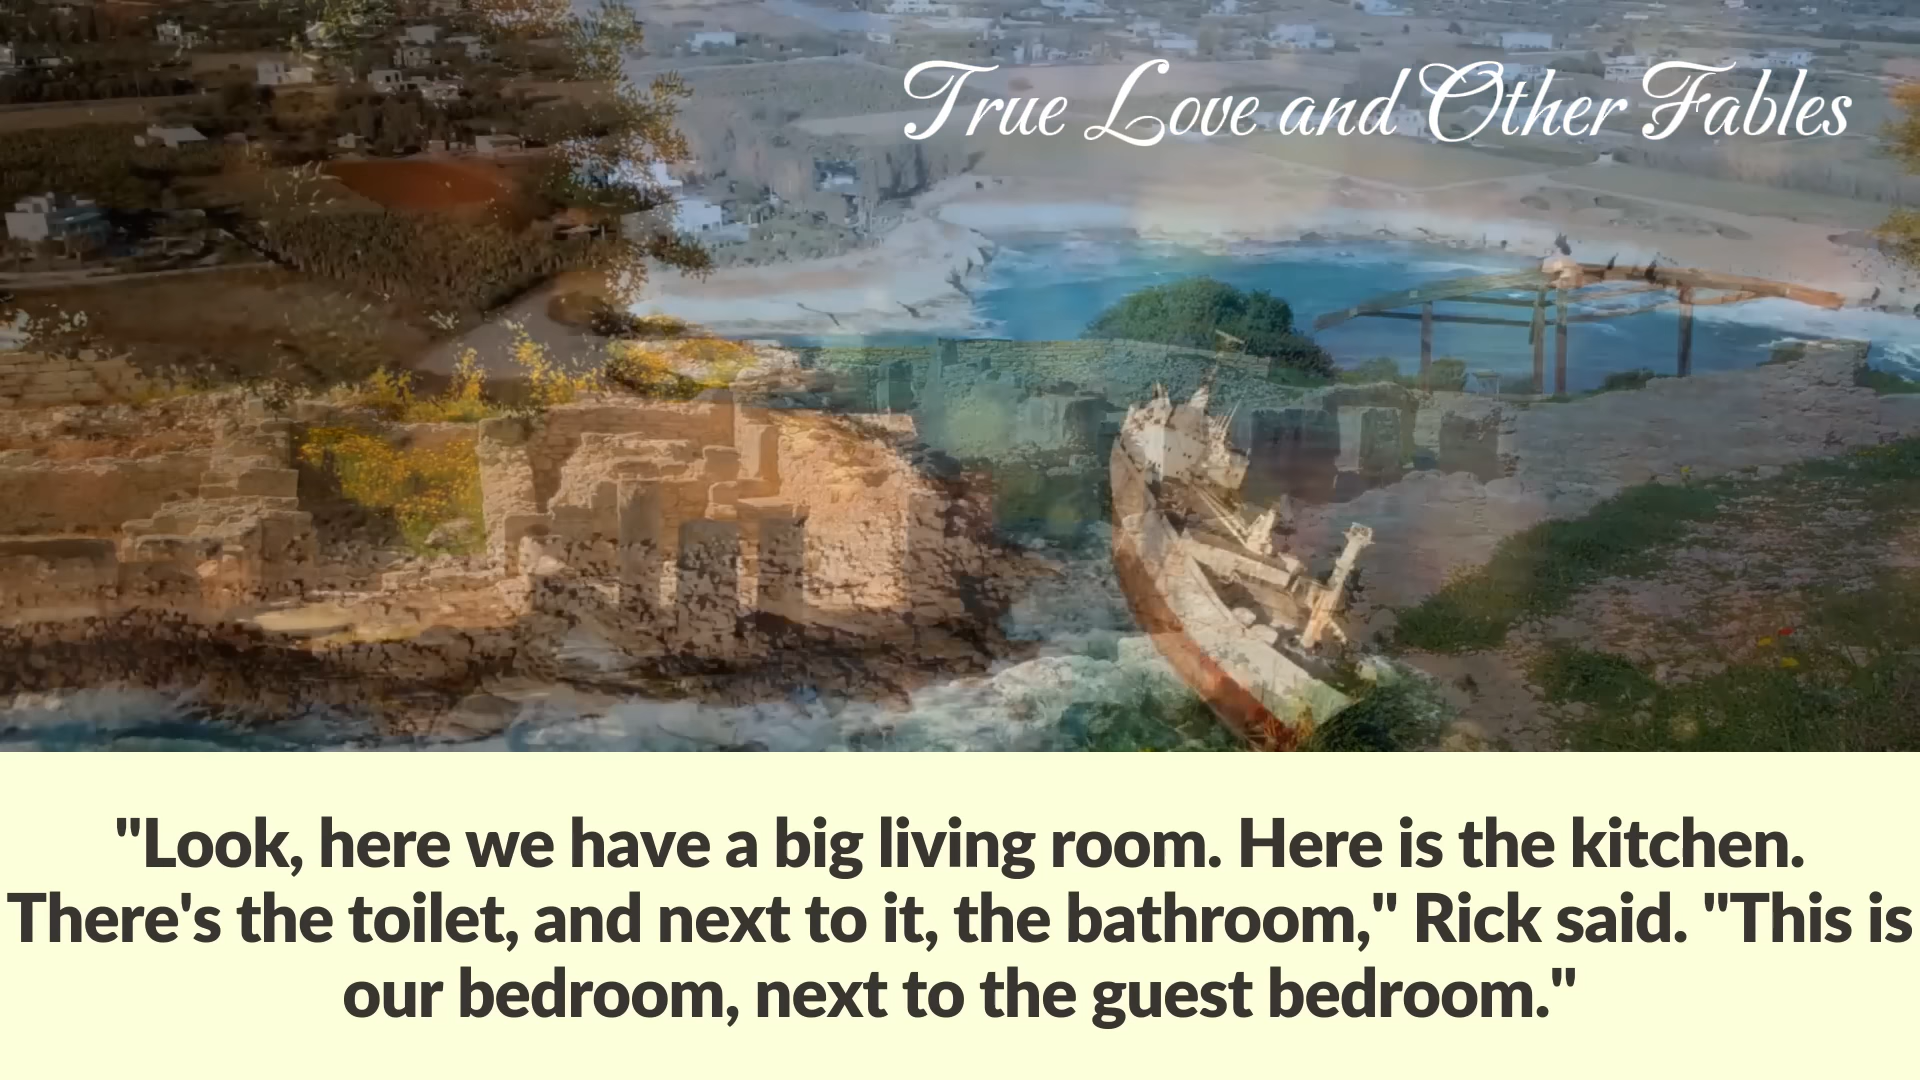 True Love and Other Fables
"Look, here we have a big living room. Here is the kitchen.
There's the toilet, and next to it, the bathroom," Rick said. "This is
our bedroom, next to the guest bedroom."